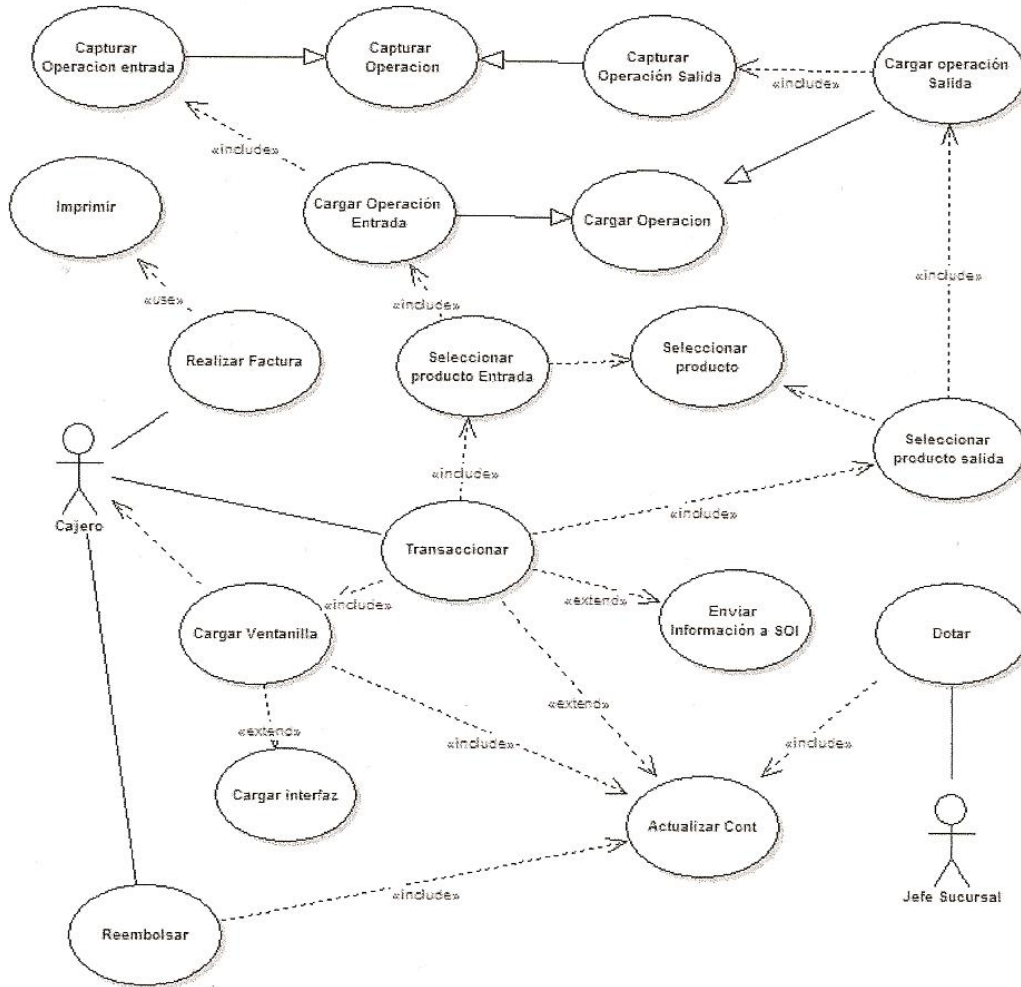 Capturar
Operacion entrada
Capturar
Operacion
Capturar
Operación Salida
«include»
Cargar operación
Salida
«include»
Imprimir
Cargar Operación
Entrada
Cargar Operacion
«use»
«include»
«include»
Realizar Factura
Seleccionar
producto Entrada
Seleccionar
producto
Seleccionar
producto salida
«include»
«include»
Cajero
Transaccionar
«include»
«extend»
Enviar
Información a SOI
Cargar Ventanilla
Dotar
«extend»
«include»
«extend»
«include»
Cargar interfaz
Actualizar Cont
«include»
Jefe Sucursal
Reembolsar